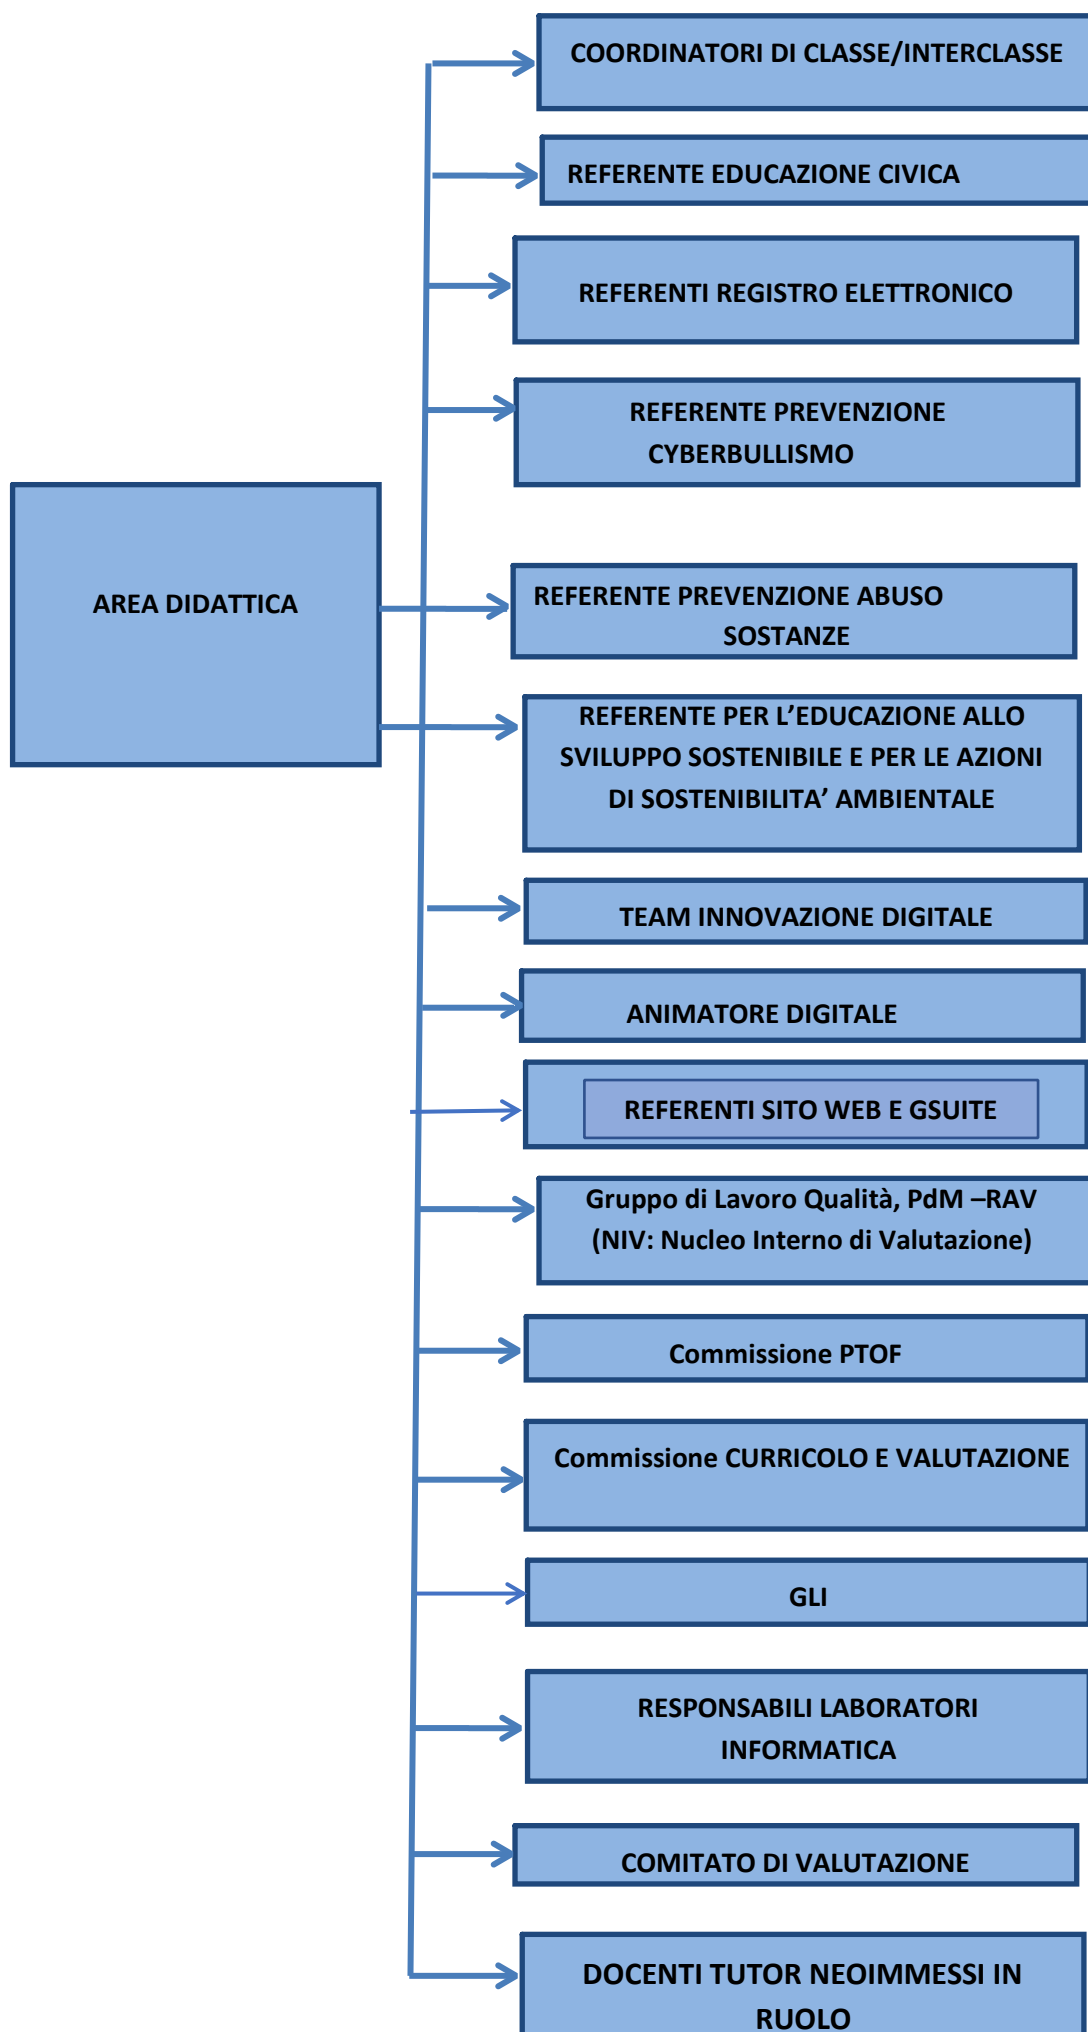 COORDINATORI DI CLASSE/INTERCLASSE
REFERENTE EDUCAZIONE CIVICA
REFERENTI REGISTRO ELETTRONICO
REFERENTE PREVENZIONE
CYBERBULLISMO
AREA DIDATTICA
REFERENTE PREVENZIONE ABUSO
SOSTANZE
REFERENTE PER L’EDUCAZIONE ALLO
SVILUPPO SOSTENIBILE E PER LE AZIONI
DI SOSTENIBILITA’ AMBIENTALE
TEAM INNOVAZIONE DIGITALE
ANIMATORE DIGITALE
REFERENTI SITO WEB E GSUITE
Gruppo di Lavoro Qualità, PdM –RAV
(NIV: Nucleo Interno di Valutazione)
Commissione PTOF
Commissione CURRICOLO E VALUTAZIONE
GLI
RESPONSABILI LABORATORI
INFORMATICA
COMITATO DI VALUTAZIONE
DOCENTI TUTOR NEOIMMESSI IN
RUOLO